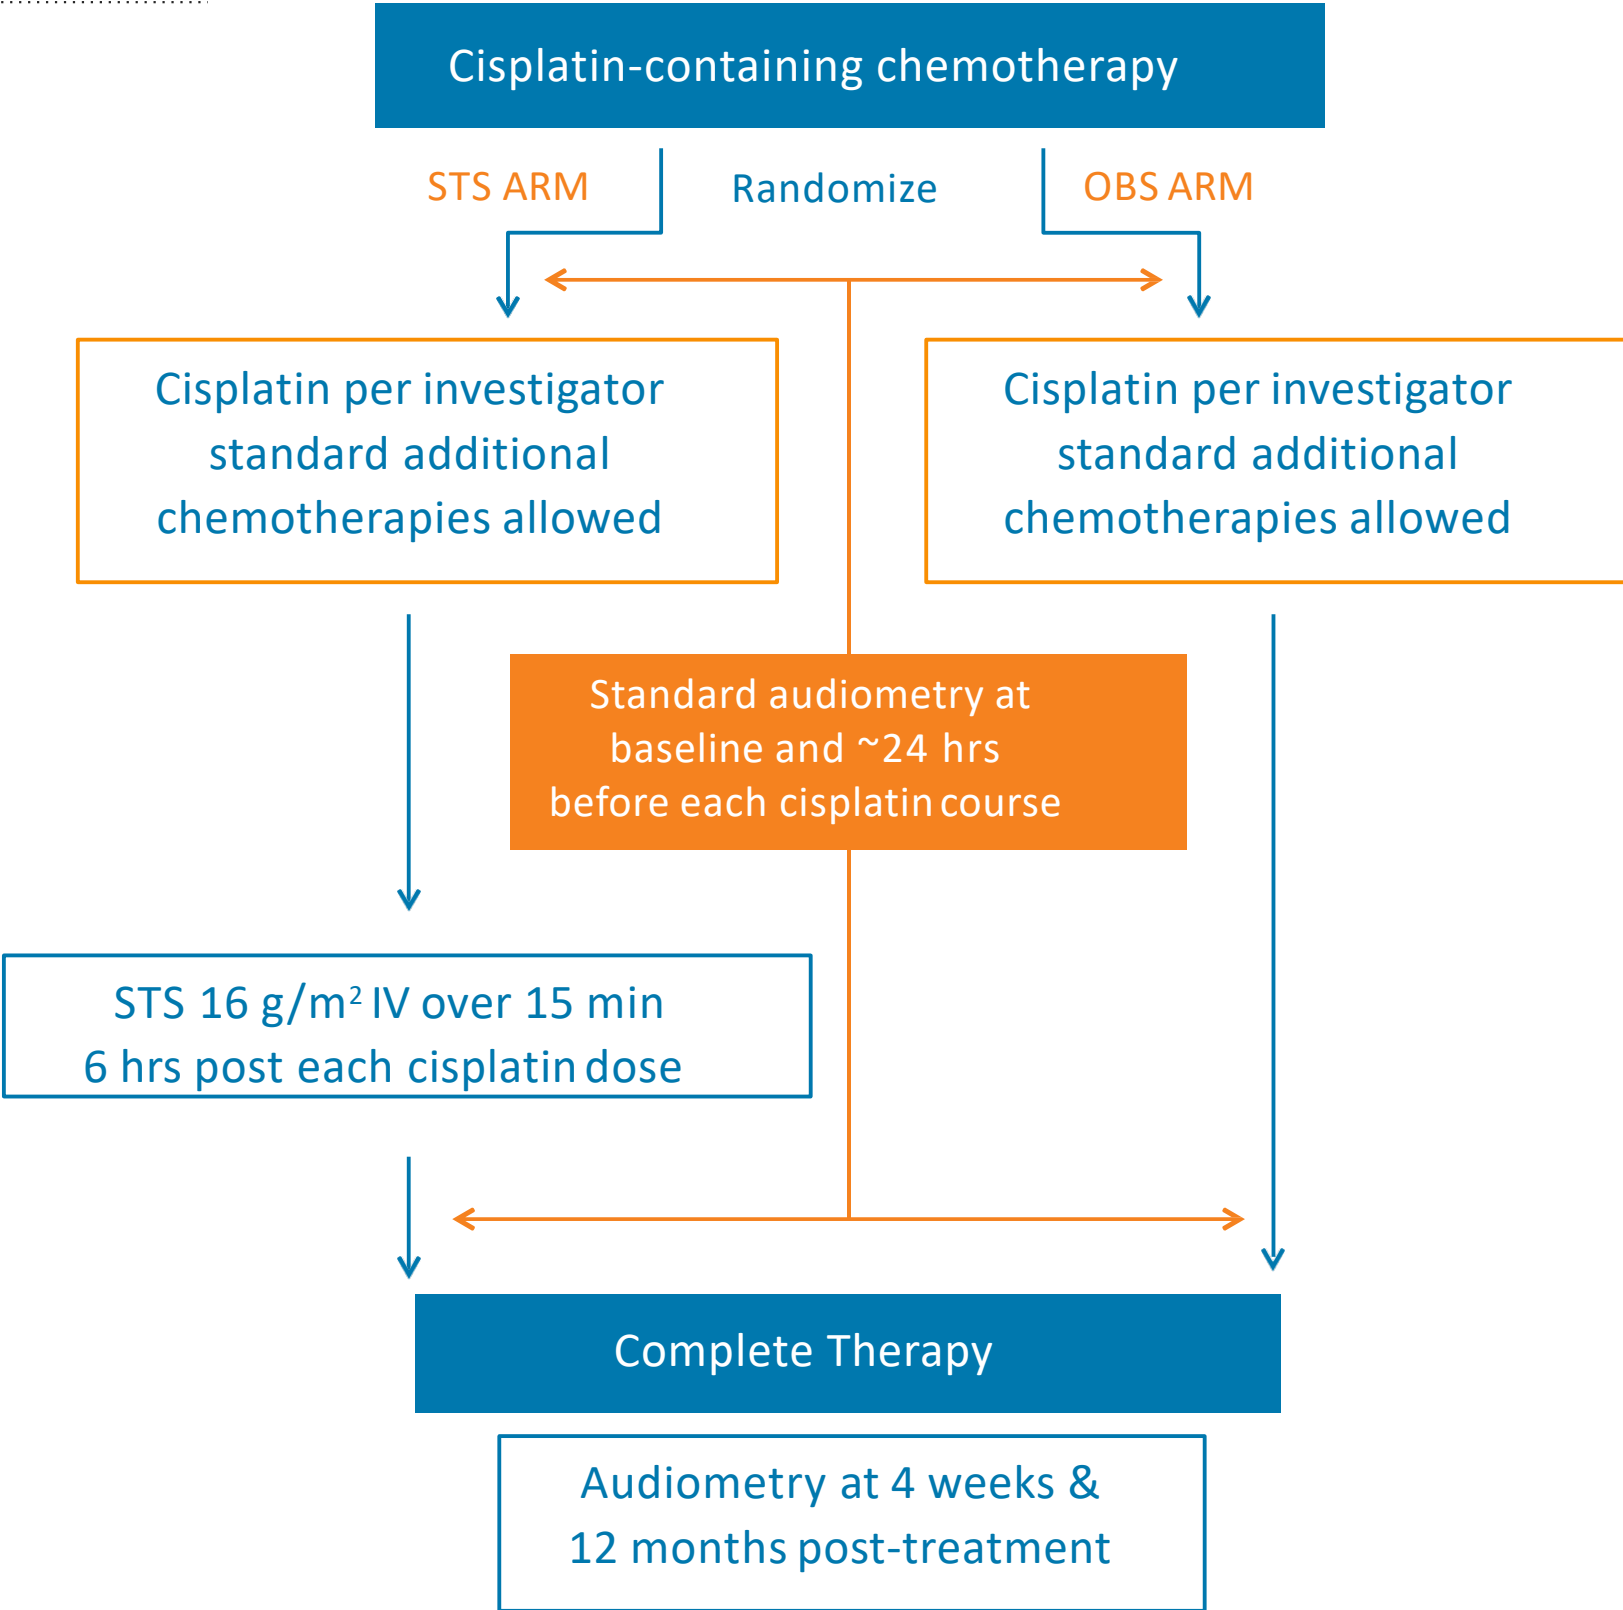 Cisplatin-containing chemotherapy
STS ARM
Randomize
OBS ARM
Cisplatin per investigator
standard additional
chemotherapies allowed
Cisplatin per investigator
standard additional
chemotherapies allowed
Standard audiometry at
baseline and ~24 hrs
before each cisplatin course
STS 16 g/m² IV over 15 min
6 hrs post each cisplatin dose
Complete Therapy
Audiometry at 4 weeks &
12 months post-treatment